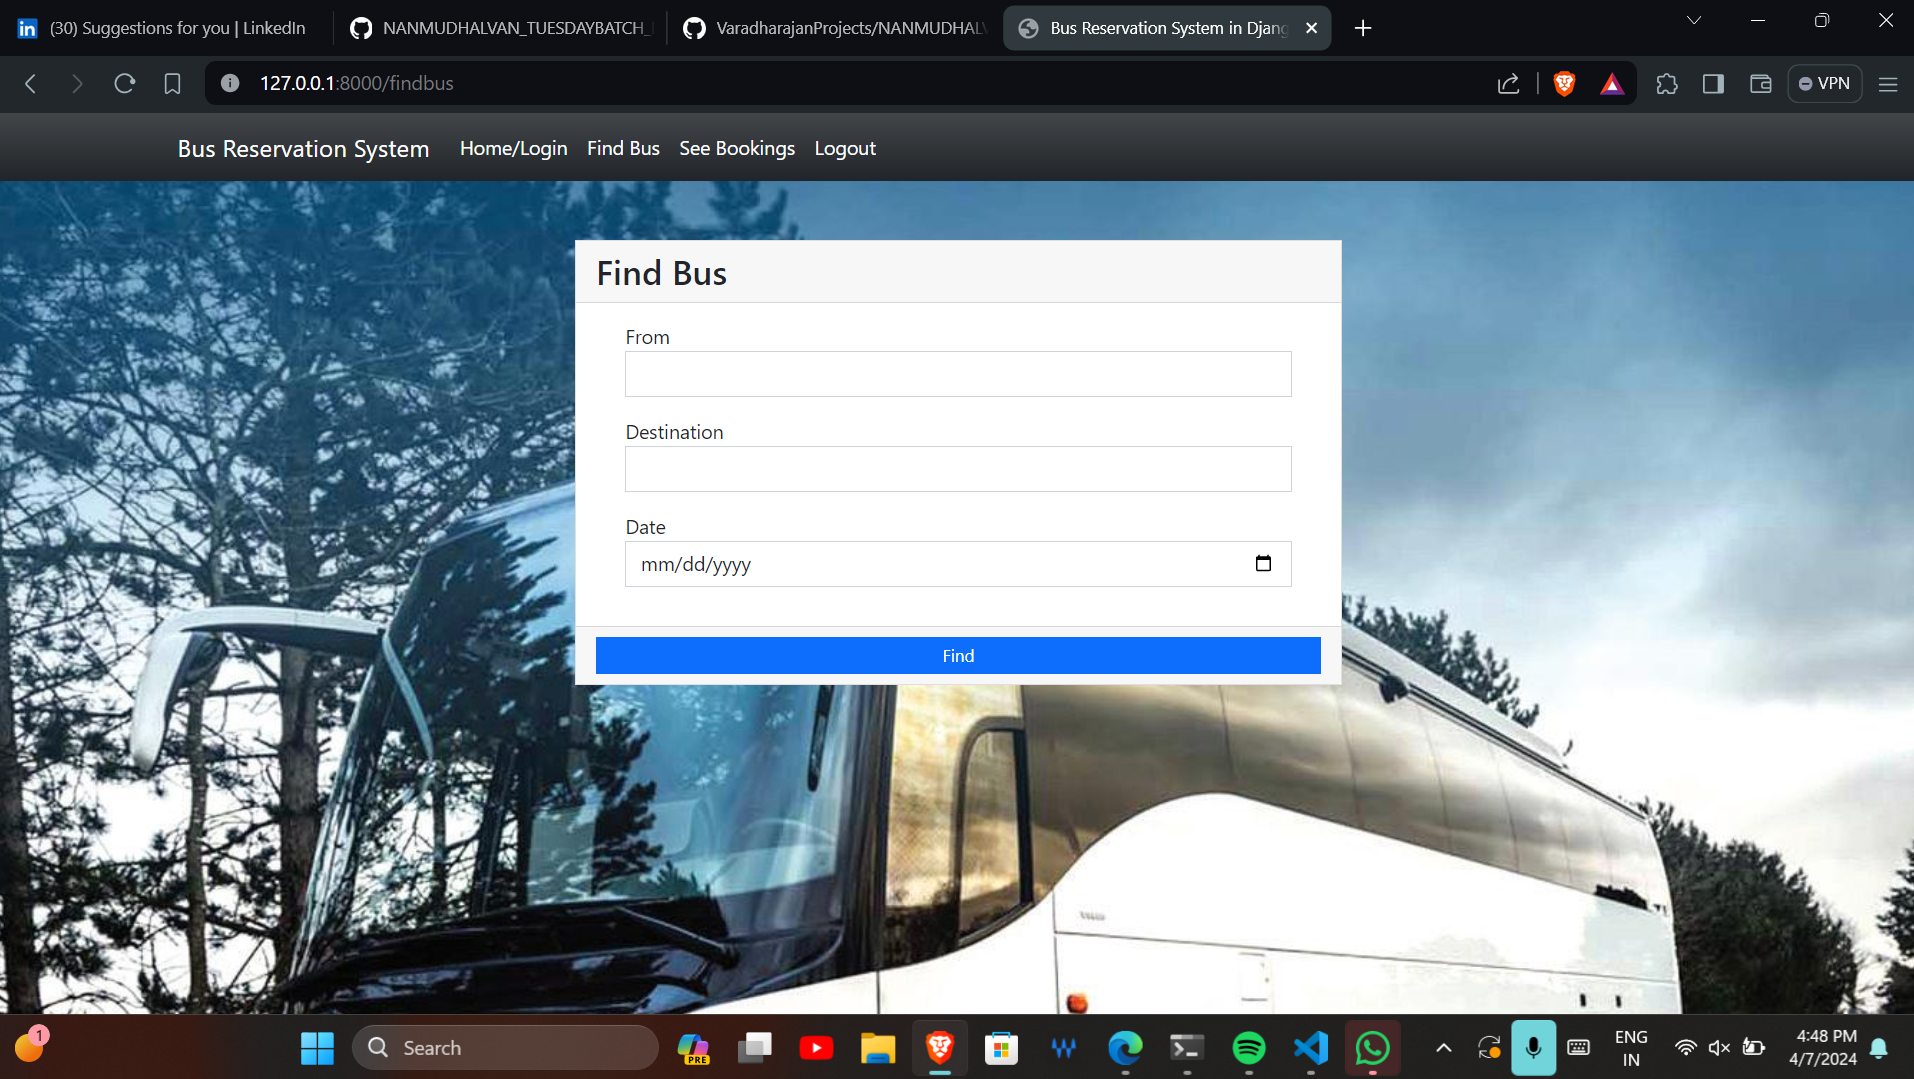 (30) Suggestions for you | LinkedIn
NANMUDHALVAN_TUESDAYBATCH_
VaradharajanProjects/NANMUDHALV
Bus Reservation System in Djang
127.0.0.1:8000/findbus
VPN
Bus Reservation System
Home/Login
Find Bus
See Bookings
Logout
Find Bus
From
Destination
Date
mm/dd/yyyy
Find
1
Search
PRE
ENG
IN
4:48 PM
4/7/2024